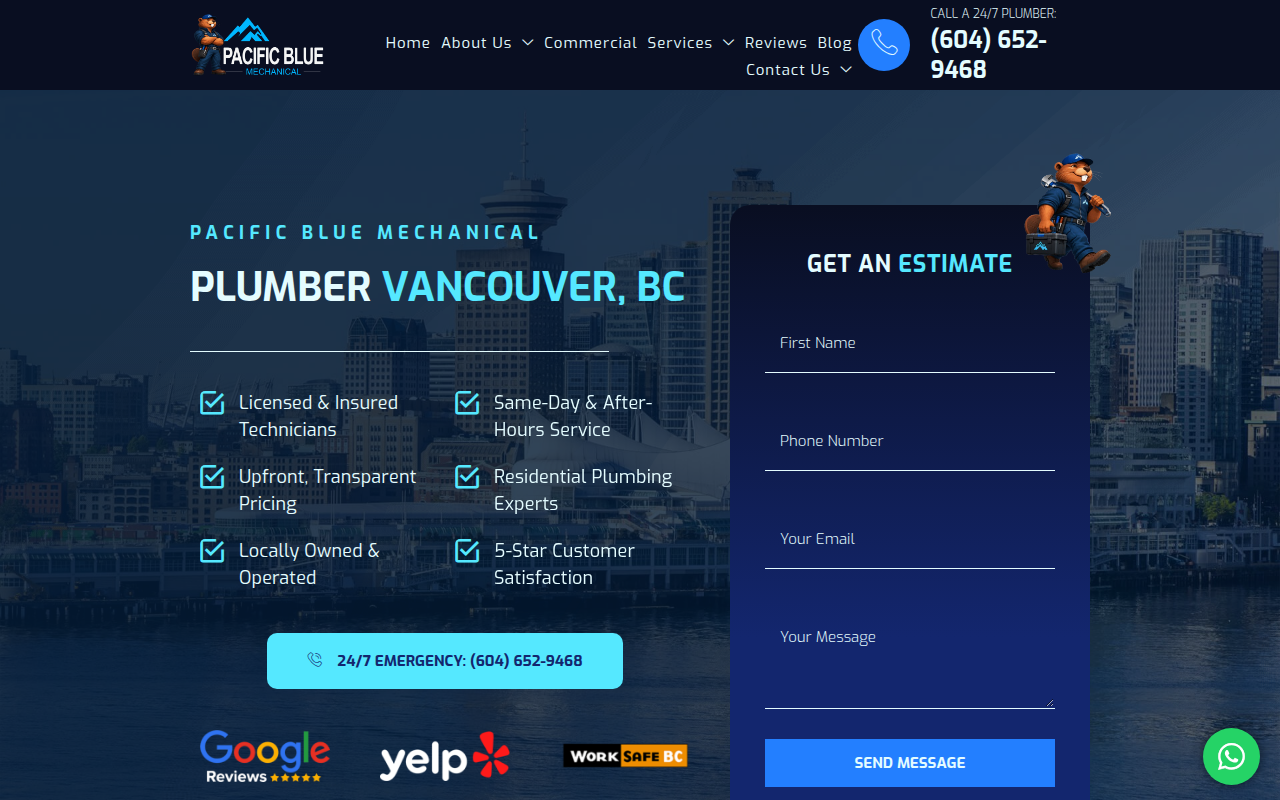 PACIFIC BLUE
MECHANICAL
Home About Us Commercial Services Reviews Blog
Contact Us
CALL A 24/7 PLUMBER:
(604) 652-
9468
PACIFIC BLUE MECHANICAL
PLUMBER VANCOUVER, BC
Licensed & Insured
Technicians
Same-Day & After-
Hours Service
Upfront, Transparent
Pricing
Residential Plumbing
Experts
Locally Owned &
Operated
5-Star Customer
Satisfaction
24/7 EMERGENCY: (604) 652-9468
Google
Reviews
yelp
WORK SAFE BC
GET AN ESTIMATE
First Name
Phone Number
Your Email
Your Message
SEND MESSAGE